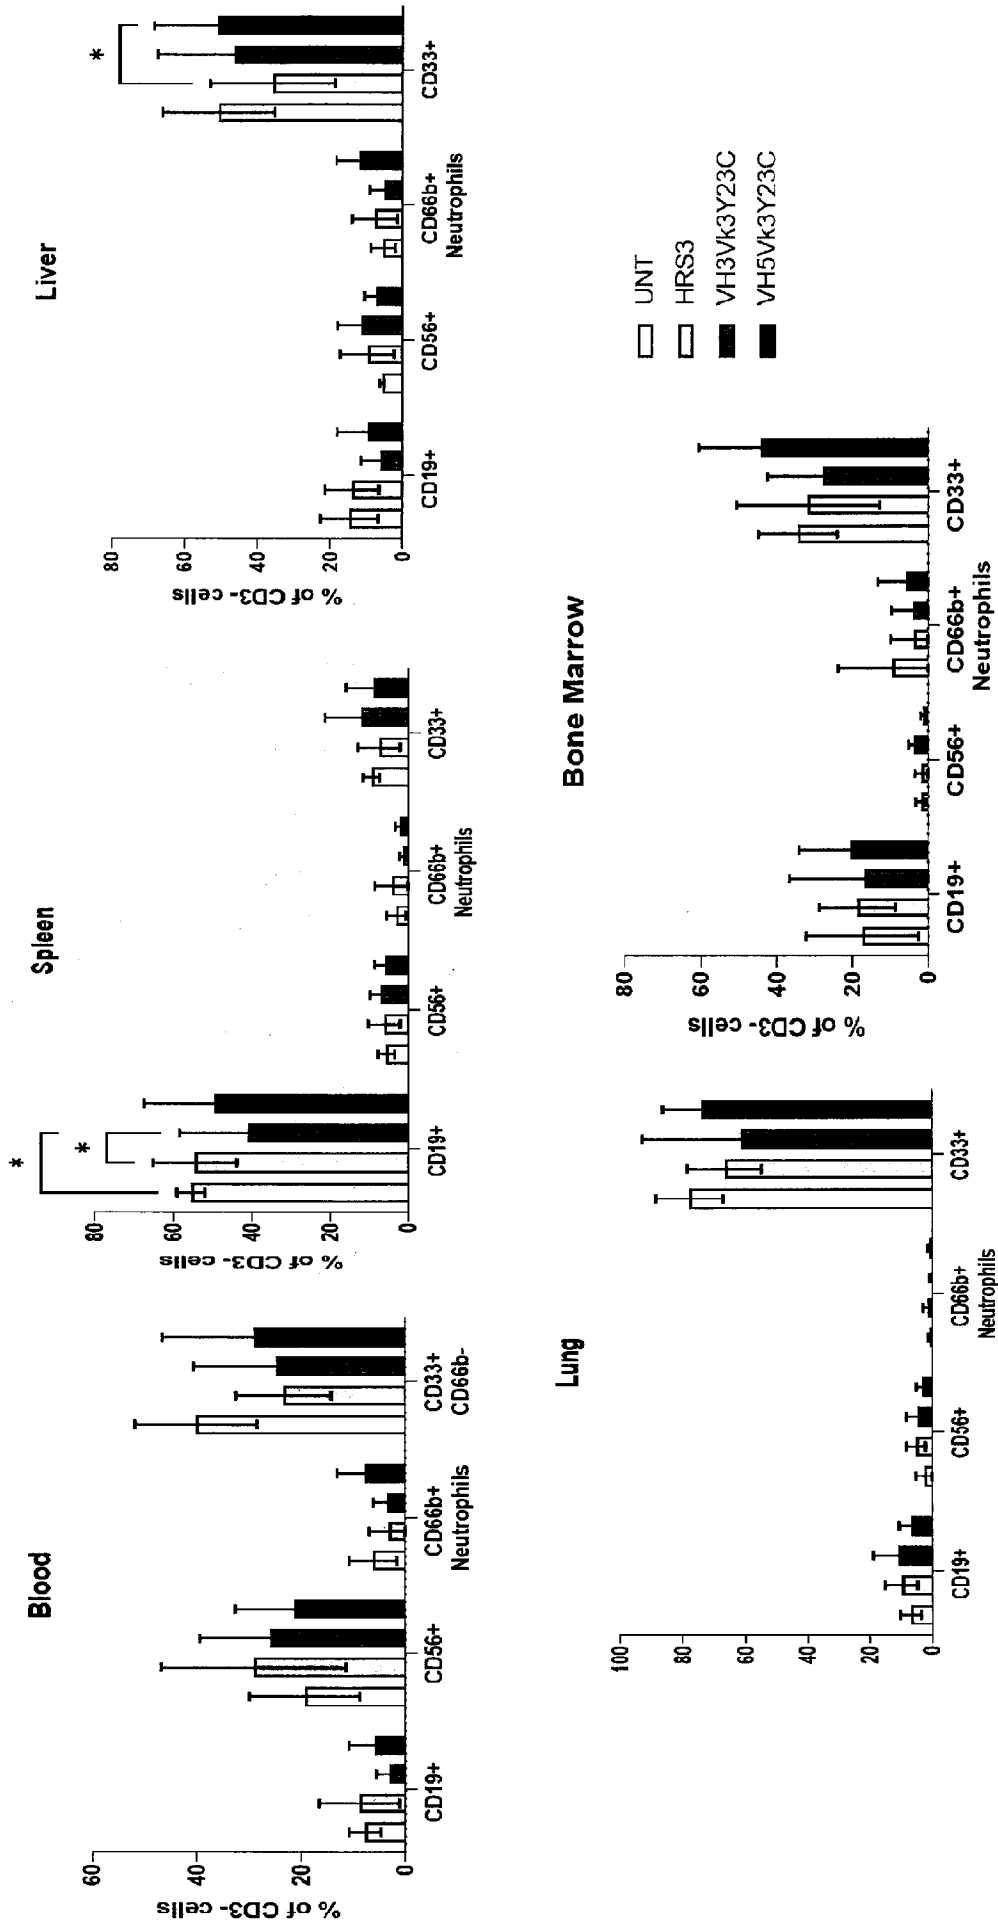 Blood
% of CD3- cells
60
40
20
0
CD19+
CD56+
CD66b+
Neutrophils
CD33+
CD66b-
Spleen
% of CD3- cells
80
60
40
20
0
*
*
CD19+
CD56+
CD66b+
Neutrophils
CD33+
Liver
% of CD3- cells
80
60
40
20
0
*
CD19+
CD56+
CD66b+
Neutrophils
CD33+
Lung
100
80
60
40
20
0
CD19+
CD56+
CD66b+
Neutrophils
CD33+
Bone Marrow
% of CD3- cells
80
60
40
20
0
CD19+
CD56+
CD66b+
Neutrophils
CD33+
UNT
HRS3
VH3Vk3Y23C
VH5Vk3Y23C